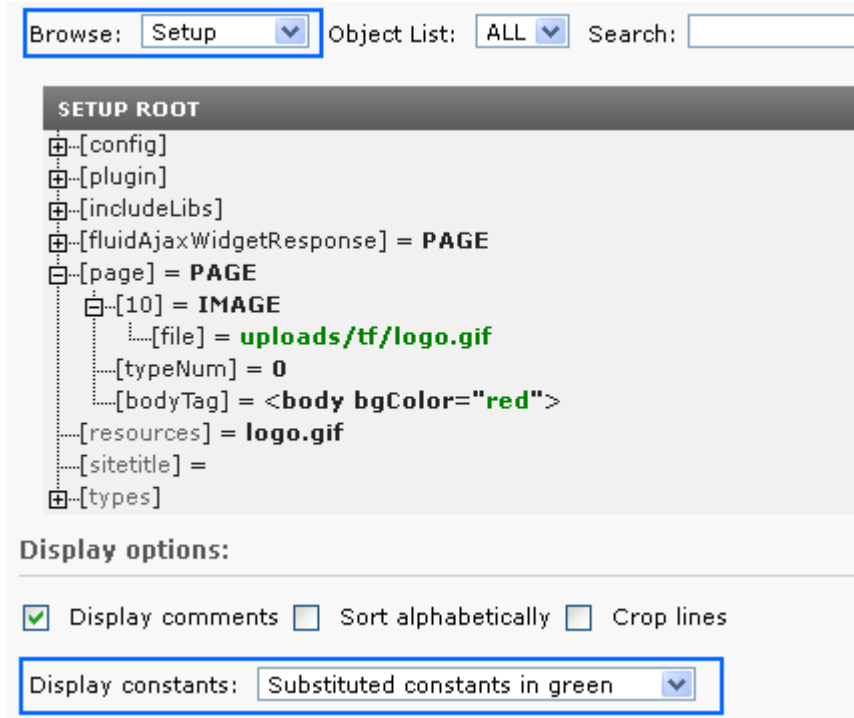 Browse: Setup Object List: ALL Search:
SETUP ROOT
[config]
[plugin]
[includeLibs]
[fluidAjaxWidgetResponse] = PAGE
[page] = PAGE
[10] = IMAGE
[file] = uploads/tf/logo.gif
[typeNum] = 0
[bodyTag] = <body bgColor="red">
[resources] = logo.gif
[sitetitle] =
[types]
Display options:
Display comments Sort alphabetically Crop lines
Display constants: Substituted constants in green